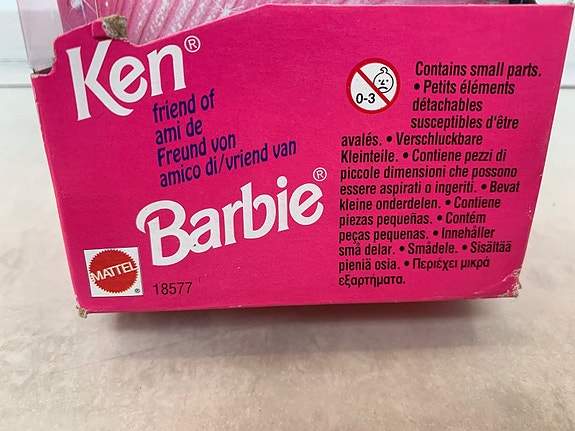 Ken®
friend of
ami de
Freund von
amico di/vriend van
Barbie®
MATTEL
®
18577
0-3
Contains small parts.
• Petits éléments
détachables
susceptibles d'être
avalés. • Verschluckbare
Kleinteile. • Contiene pezzi di
piccole dimensioni che possono
essere aspirati o ingeriti. • Bevat
kleine onderdelen. • Contiene
piezas pequeñas. • Contém
peças pequenas. • Innehåller
små delar. • Smådele. • Sisältää
pieniä osia. • Περιέχει μικρά
εξαρτήματα.